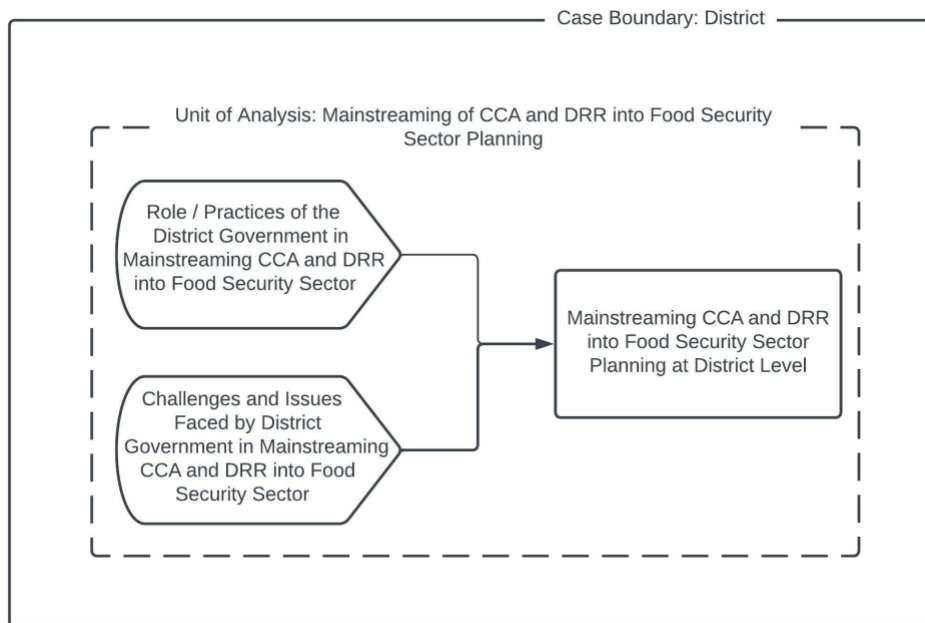 Case Boundary: District
Unit of Analysis: Mainstreaming of CCA and DRR into Food Security
Sector Planning
Role / Practices of the
District Government in
Mainstreaming CCA and DRR
into Food Security Sector
Challenges and Issues
Faced by District
Government in Mainstreaming
CCA and DRR into Food
Security Sector
Mainstreaming CCA and DRR
into Food Security Sector
Planning at District Level